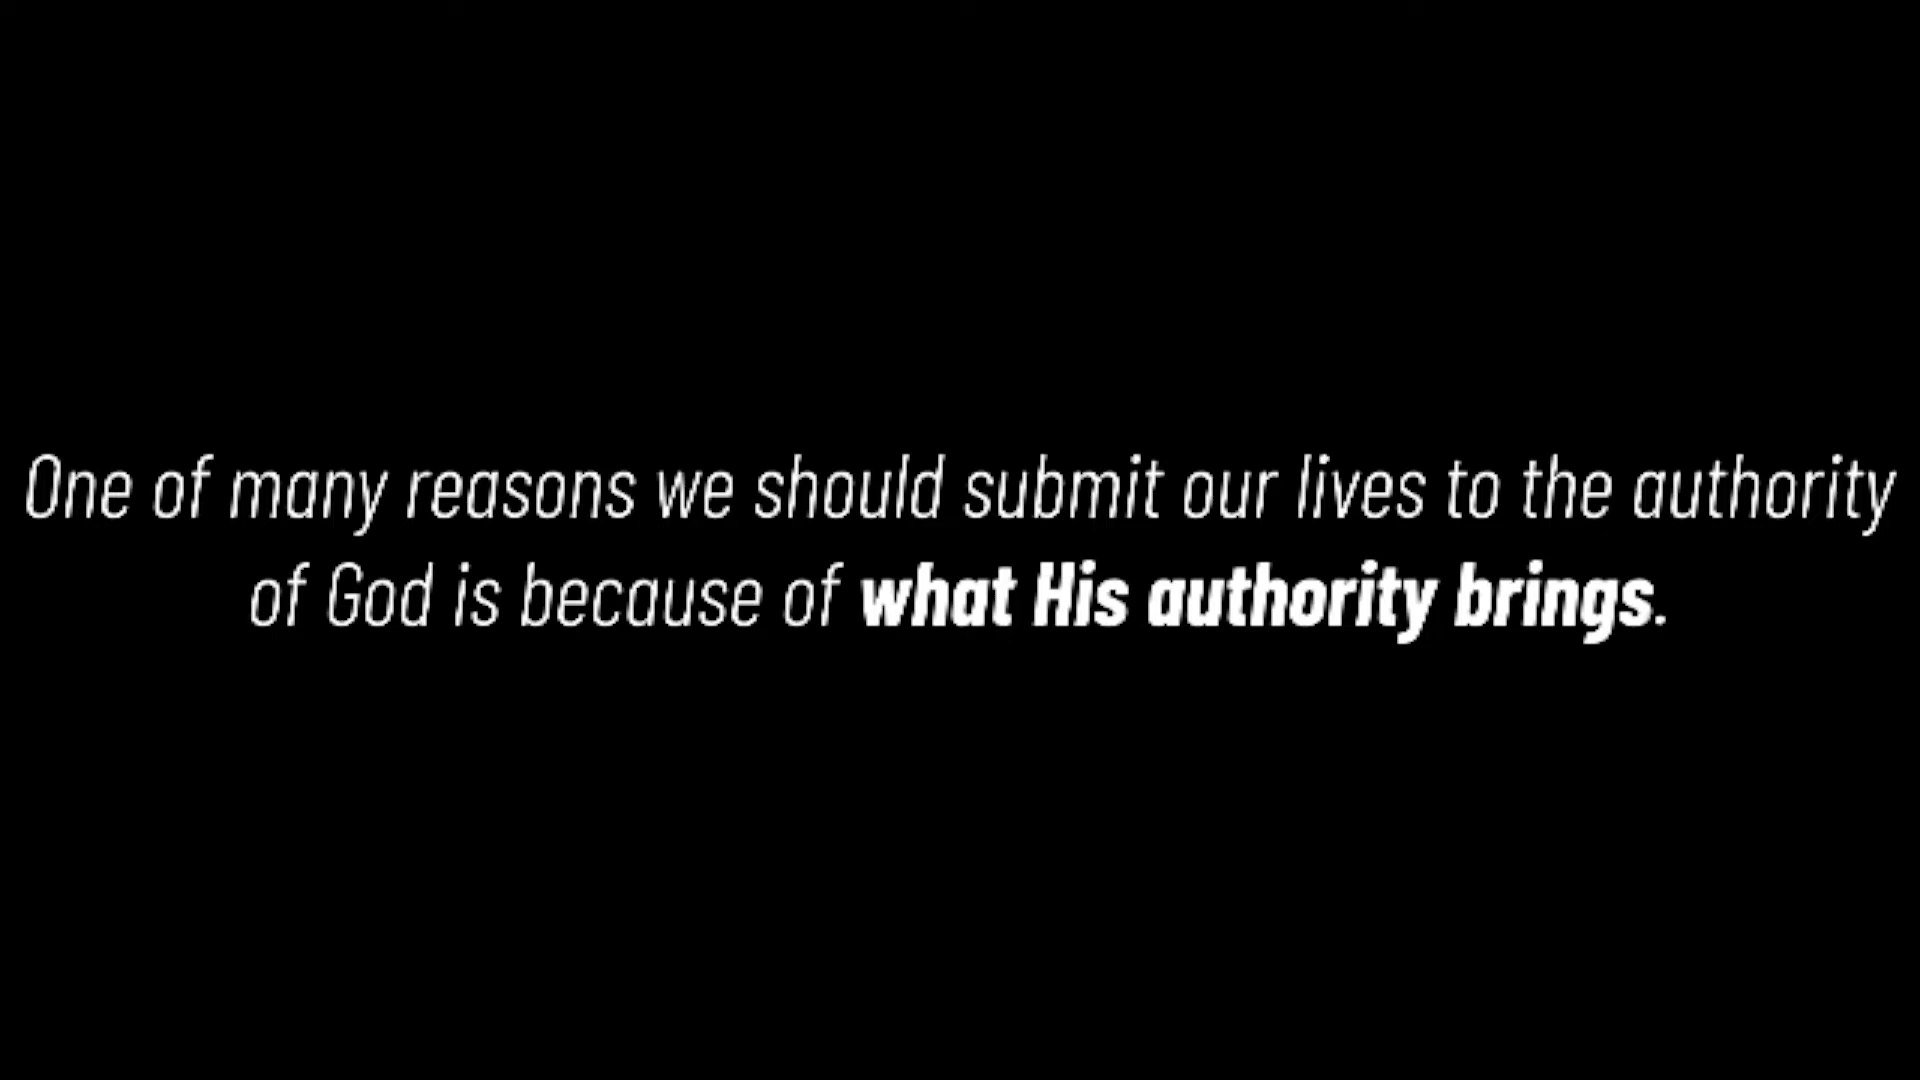 One of many reasons we should submit our lives to the authority
of God is because of what His authority brings.